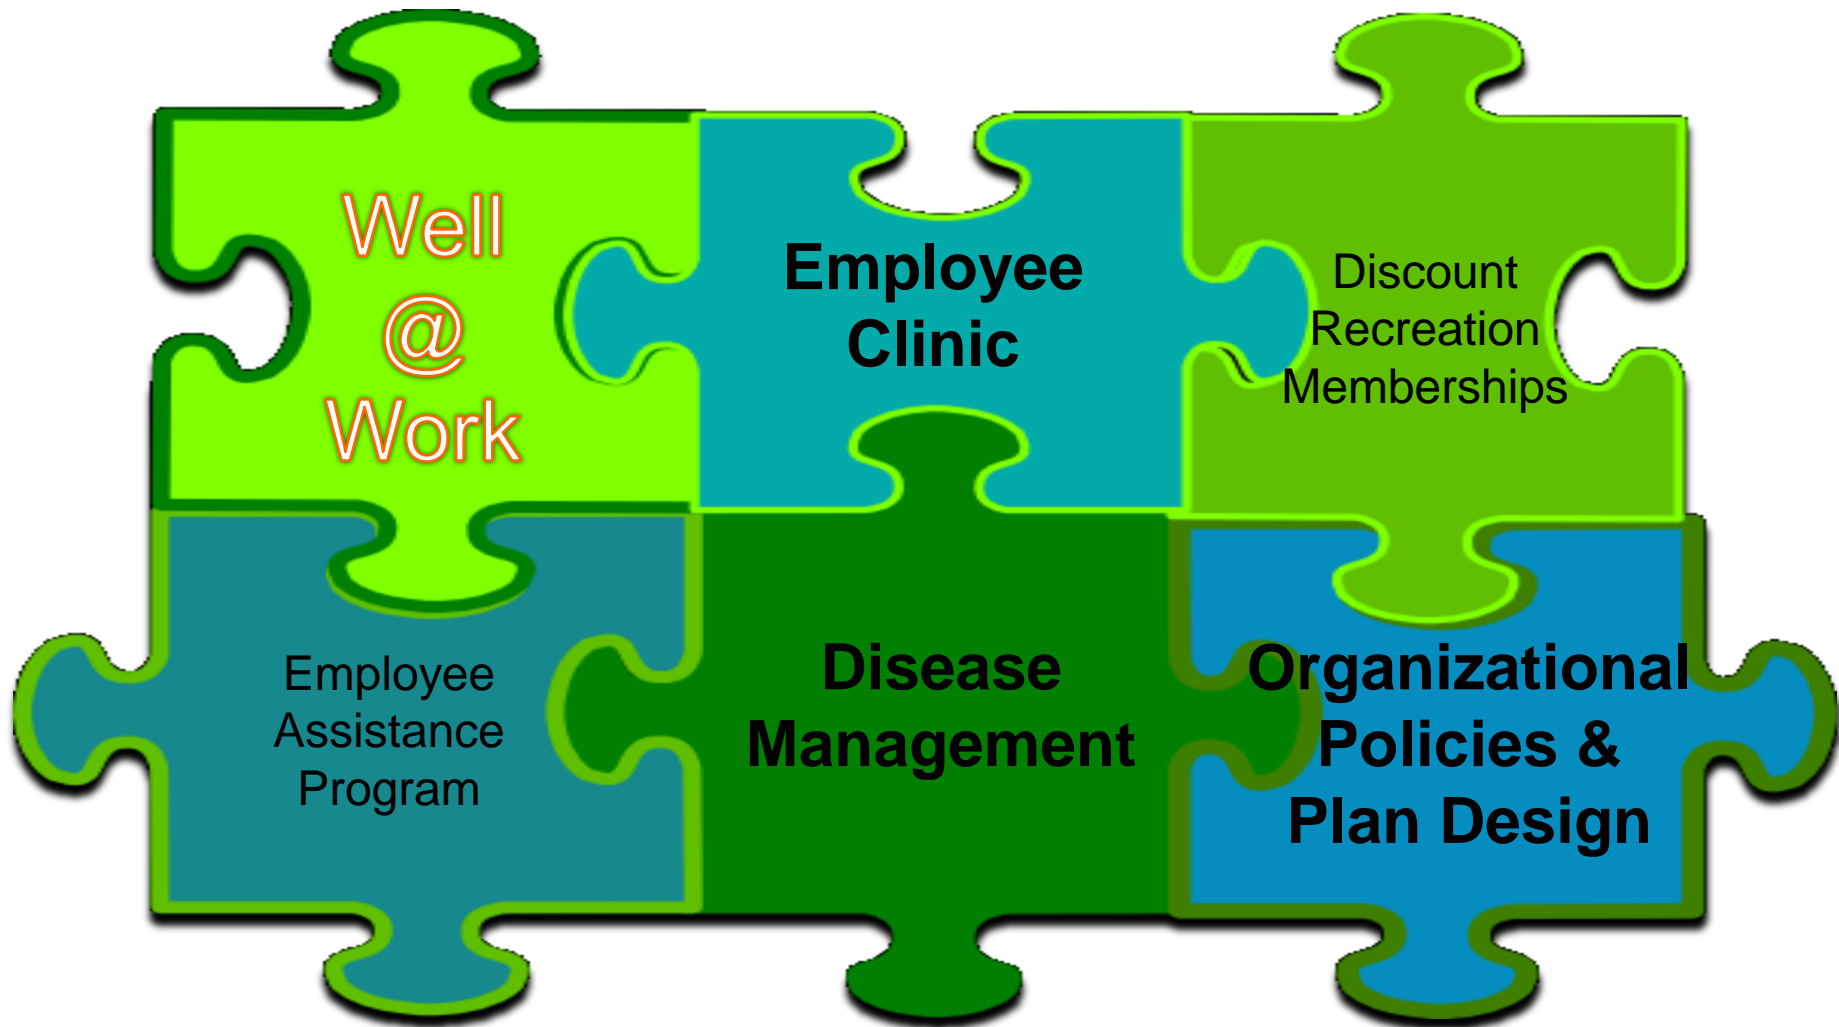 Well
@
Work
Employee
Clinic
Discount
Recreation
Memberships
Employee
Assistance
Program
Disease
Management
Organizational
Policies &
Plan Design